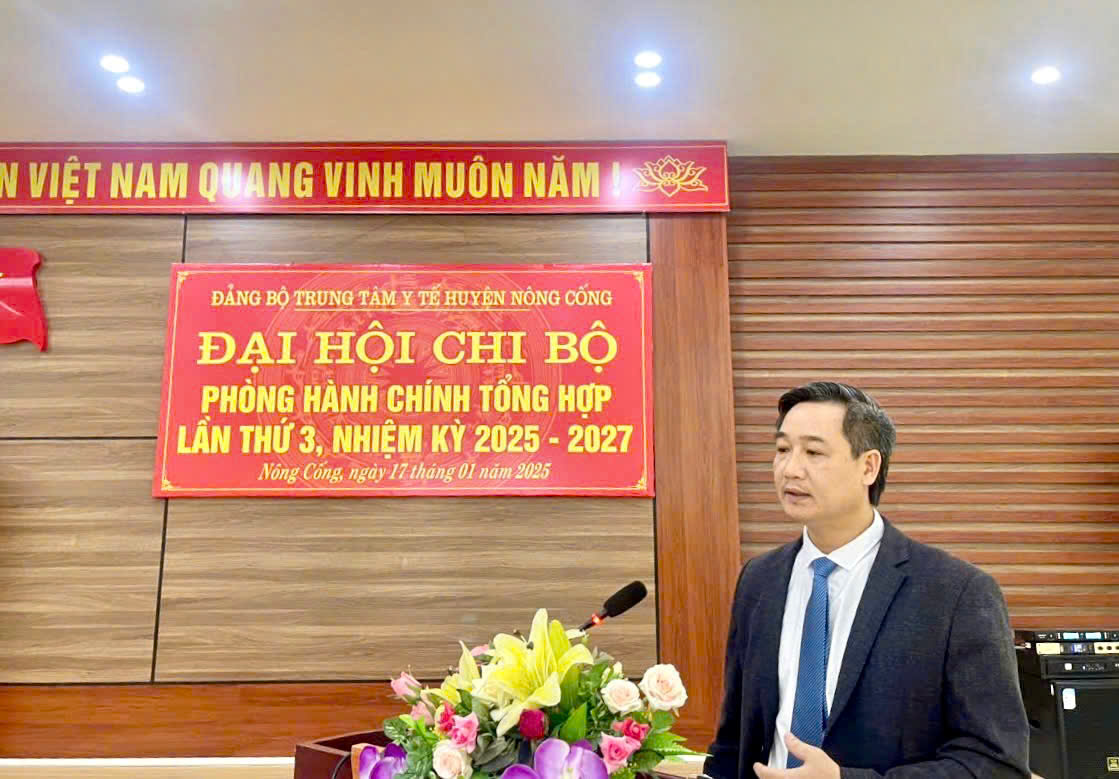 VIỆT NAM QUANG VINH MUÔN NĂM !
ĐẢNG BỘ TRUNG TÂM Y TẾ HUYỆN NÔNG CỐNG
ĐẠI HỘI CHI BỘ
PHÒNG HÀNH CHÍNH TỔNG HỢP
LẦN THỨ 3, NHIỆM KỲ 2025 - 2027
Nông Cống, ngày 17 tháng 01 năm 2025